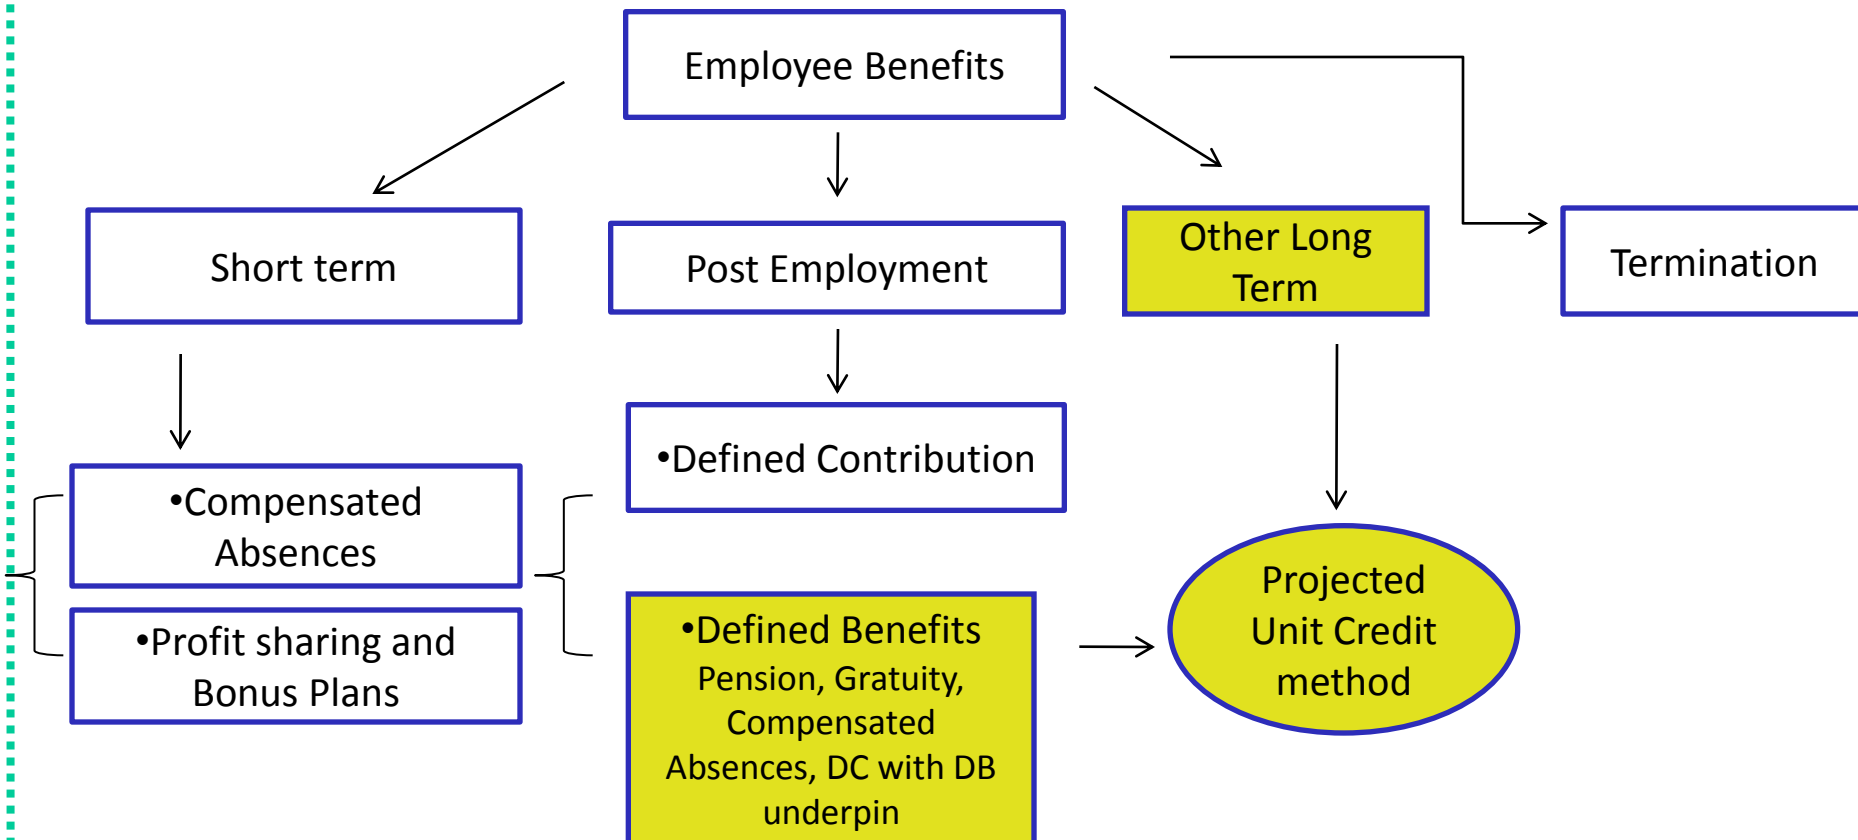 Employee Benefits
Short term
Post Employment
Other Long
Term
Termination
•Compensated
Absences
•Profit sharing and
Bonus Plans
•Defined Contribution
•Defined Benefits
Pension, Gratuity,
Compensated
Absences, DC with DB
underpin
Projected
Unit Credit
method